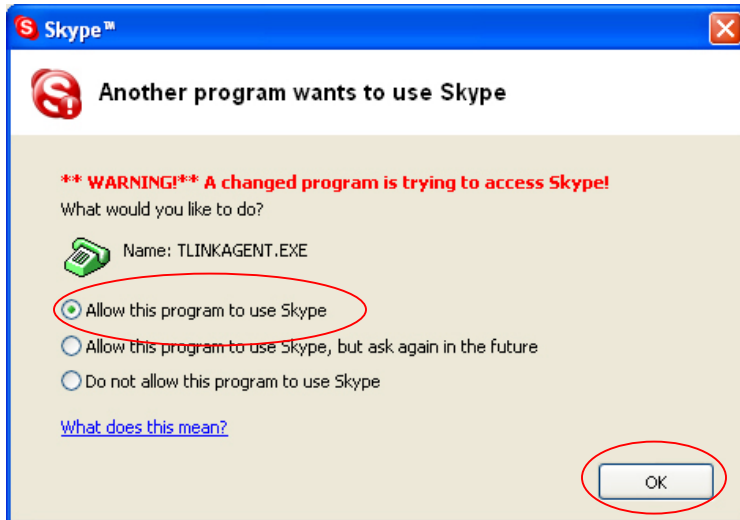 Skype™
Another program wants to use Skype
** WARNING!** A changed program is trying to access Skype!
What would you like to do?
Name: TLINKAGENT.EXE
Allow this program to use Skype
Allow this program to use Skype, but ask again in the future
Do not allow this program to use Skype
What does this mean?
OK